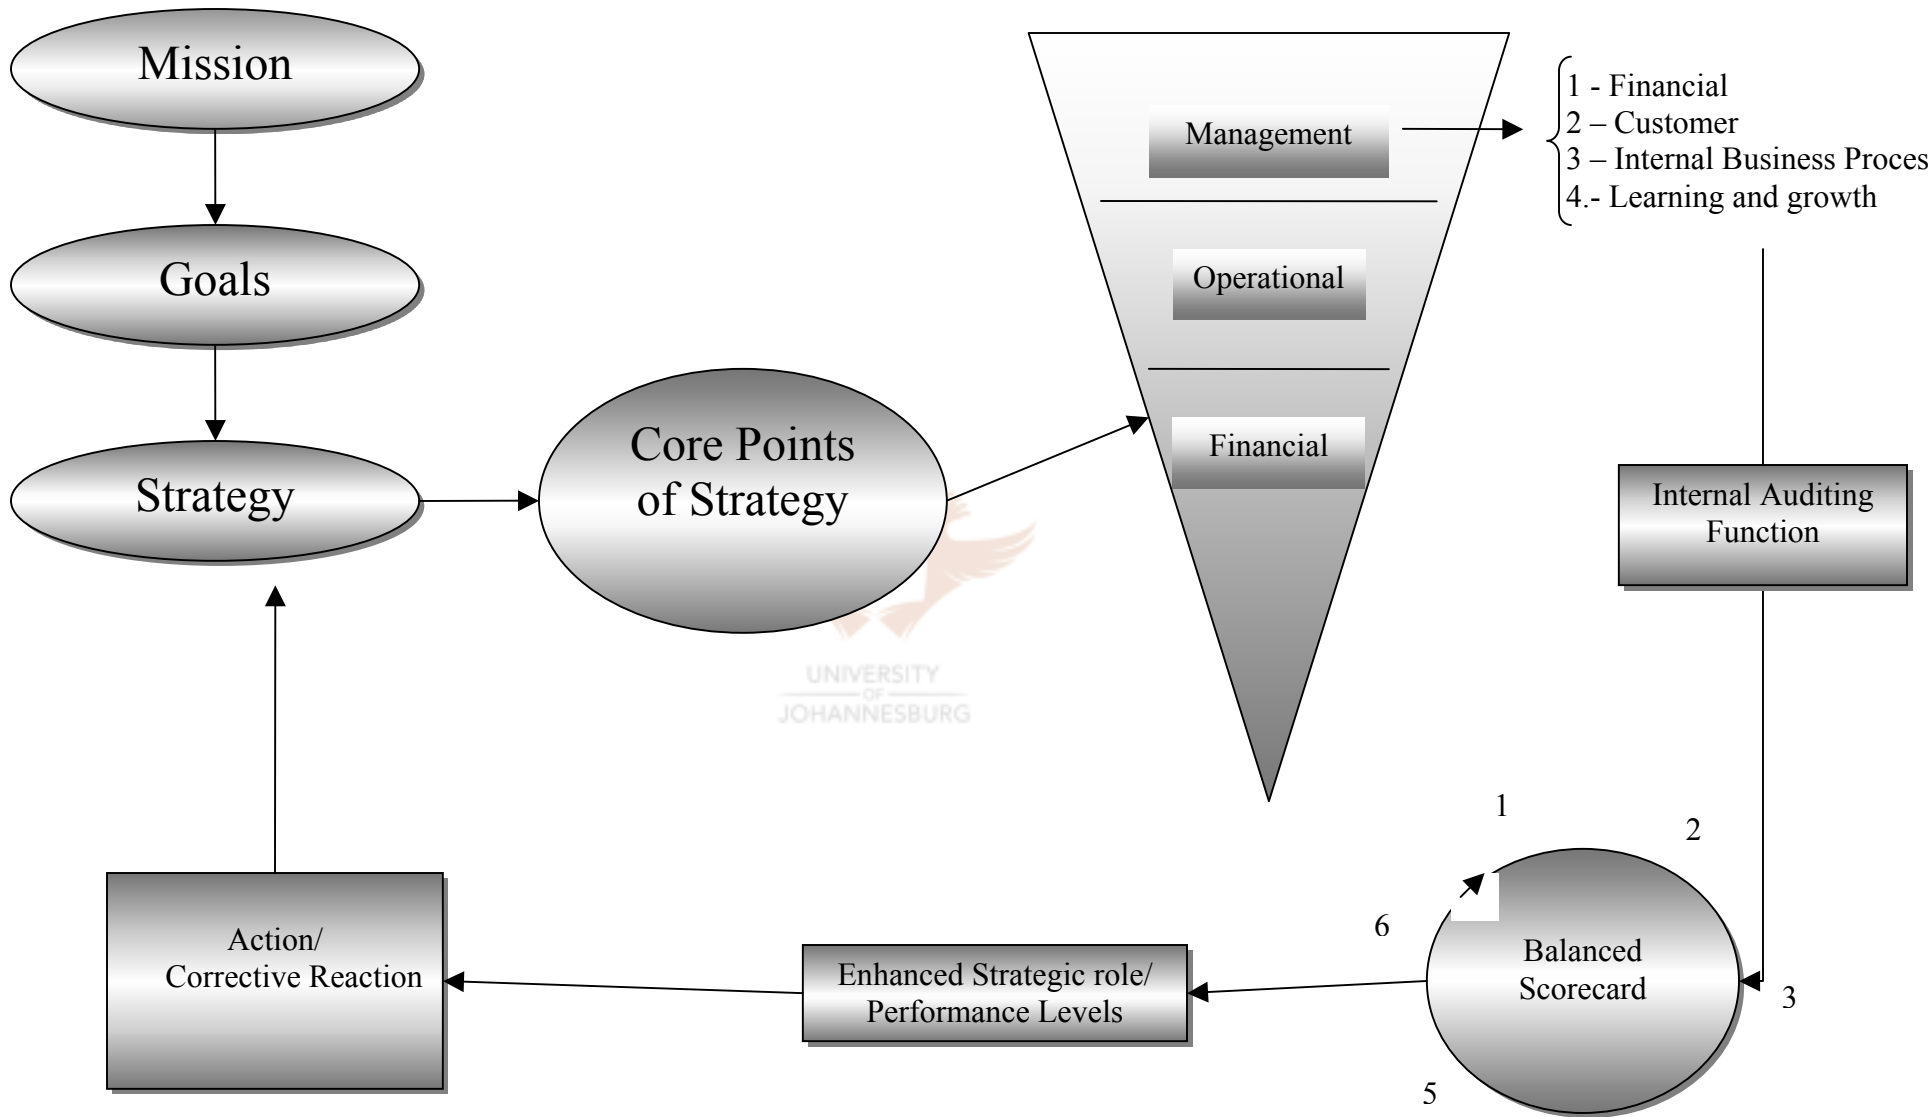 Mission
Goals
Strategy
Core Points
of Strategy
Management
Operational
Financial
1 - Financial
2 – Customer
3 – Internal Business Proces
4.- Learning and growth
Internal Auditing
Function
UNIVERSITY
OF
JOHANNESBURG
1
2
3
5
6
Balanced
Scorecard
Enhanced Strategic role/
Performance Levels
Action/
Corrective Reaction